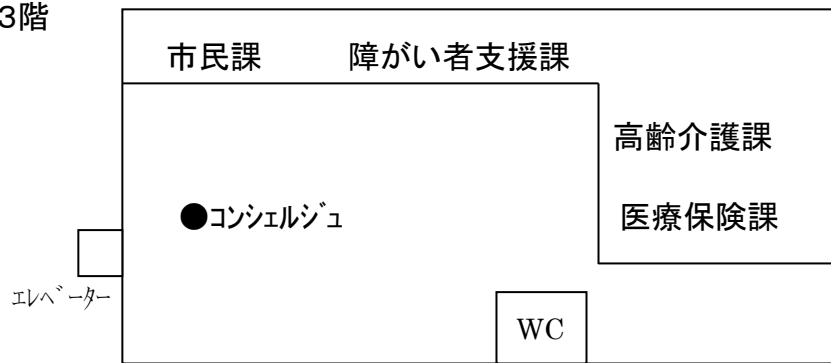 3階
市民課 障がい者支援課
高齢介護課
●コンシェルジュ 医療保険課
エレベーター
WC